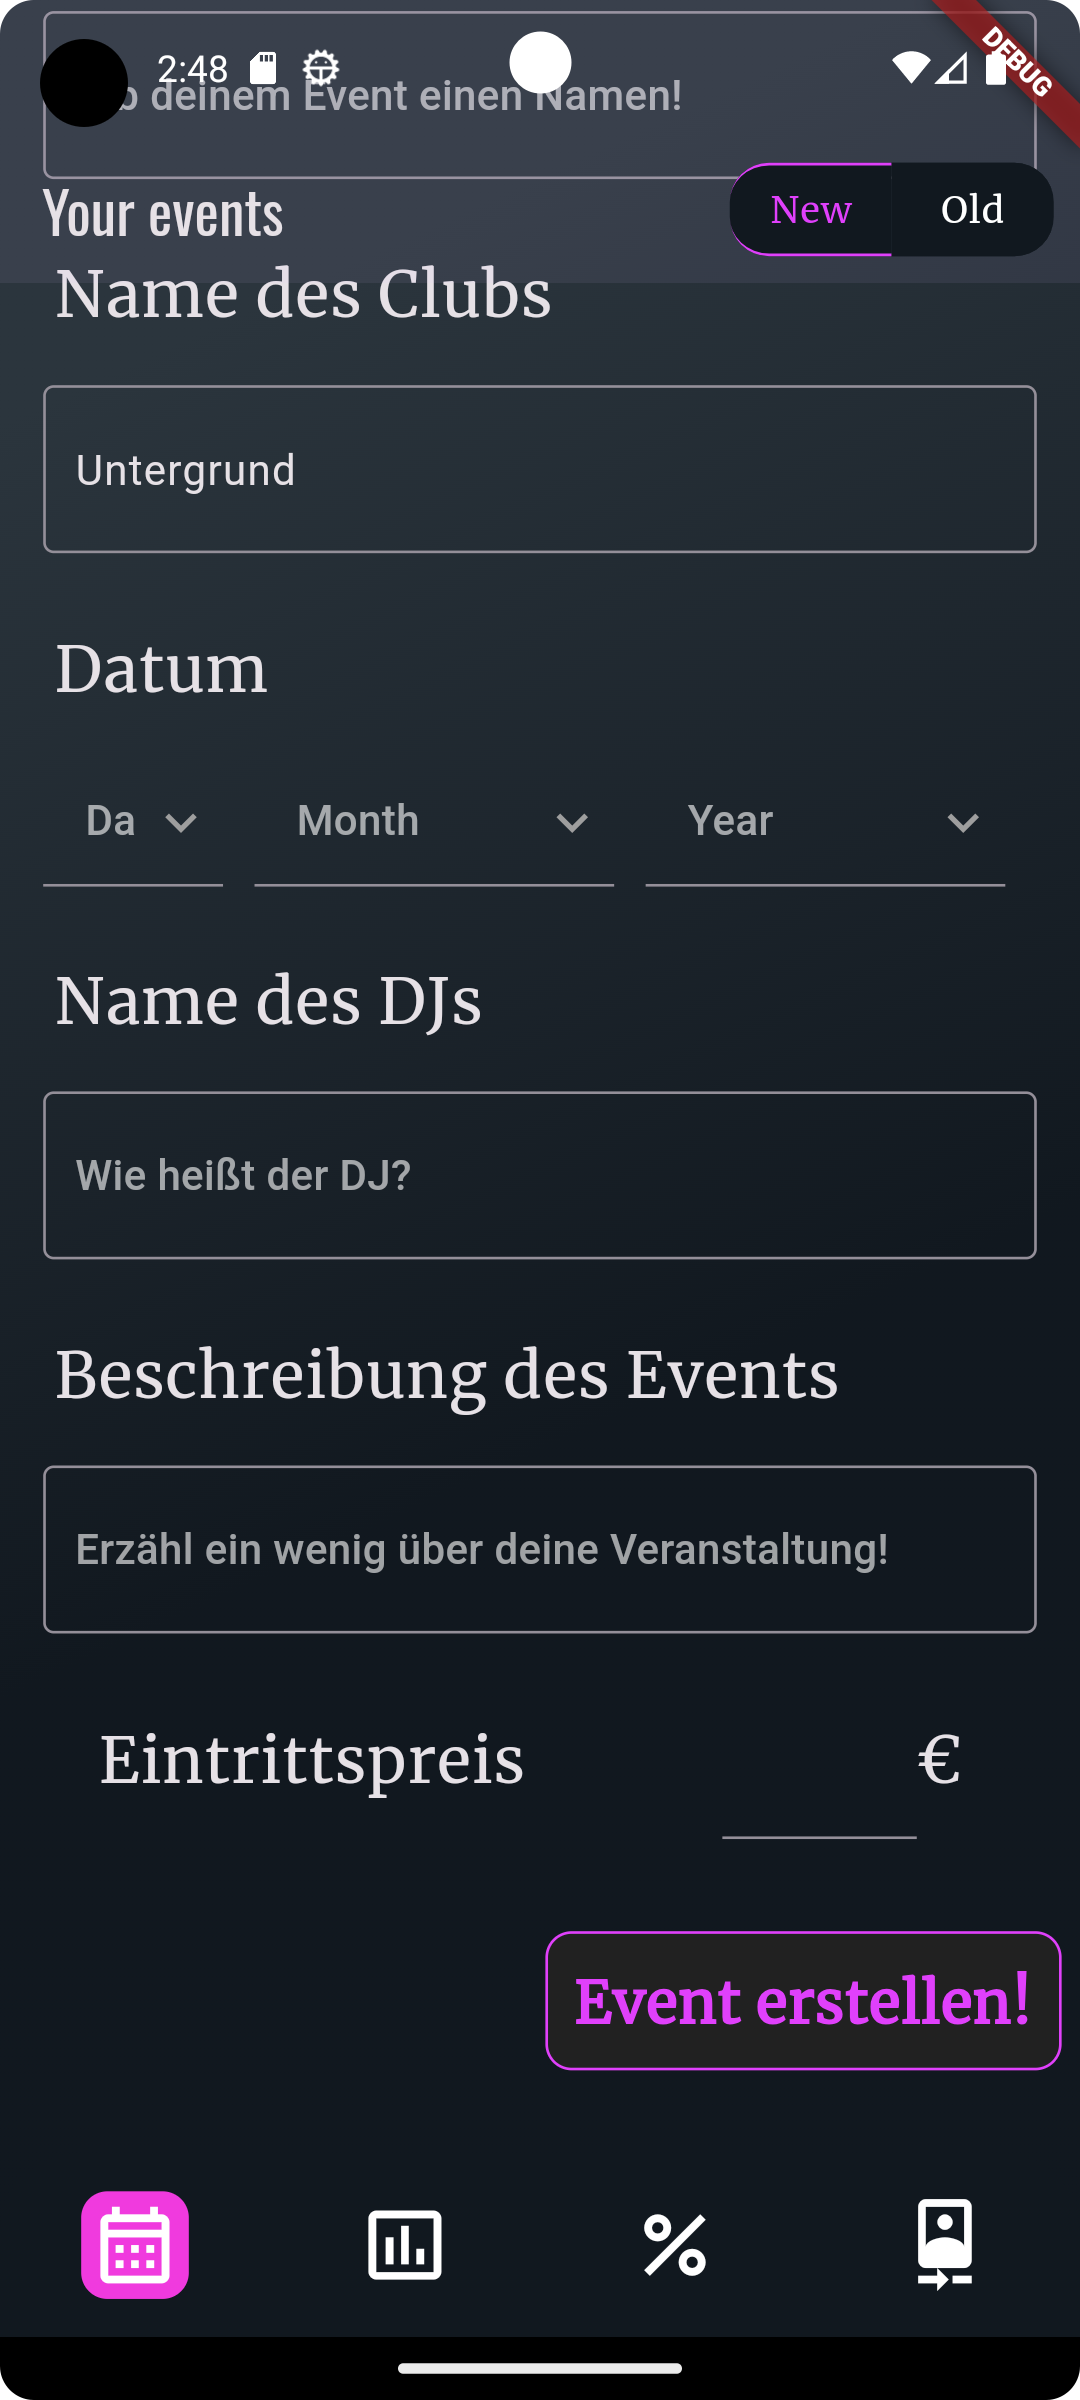 2:48
DEBUG
deinem Event einen Namen!
Your events
New
Old
Name des Clubs
Untergrund
Datum
Da
Month
Year
Name des DJs
Wie heißt der DJ?
Beschreibung des Events
Erzähl ein wenig über deine Veranstaltung!
Eintrittspreis
€
Event erstellen!